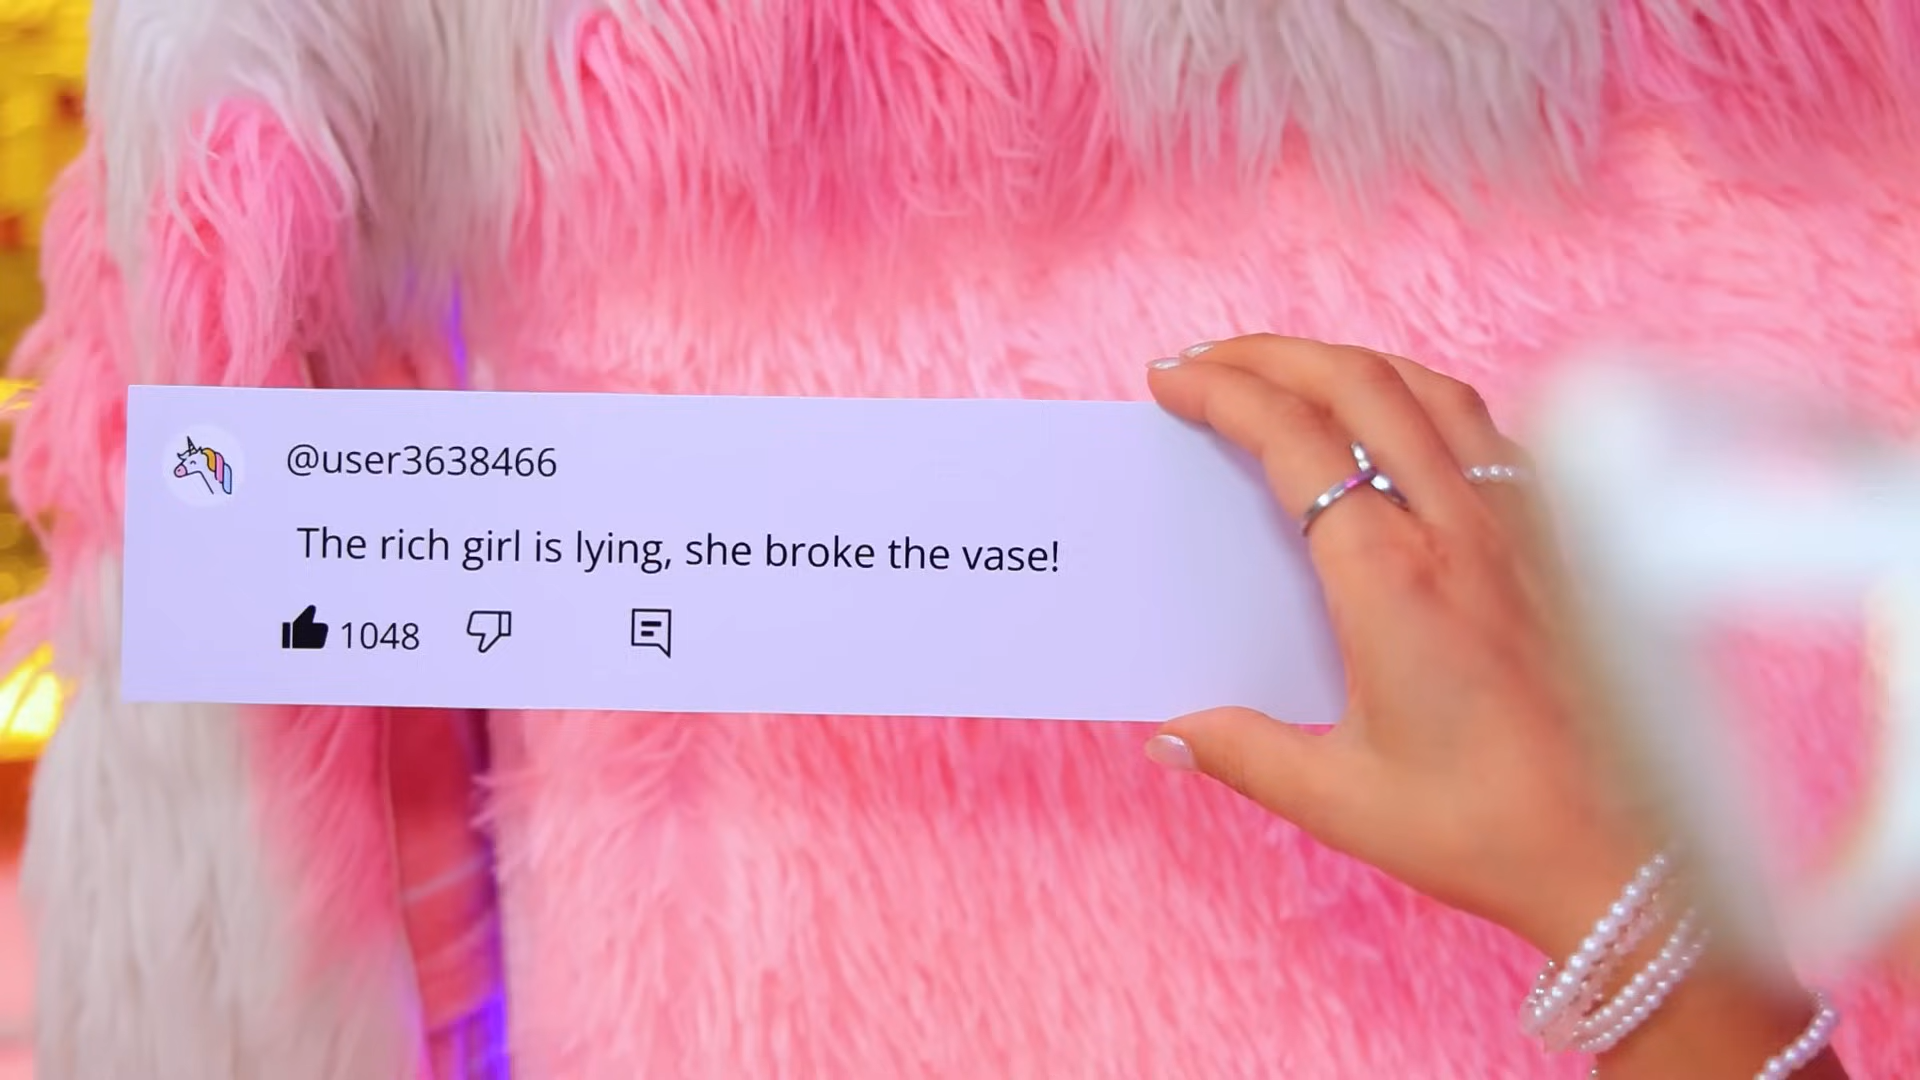 @user3638466
The rich girl is lying, she broke the vase!
1048